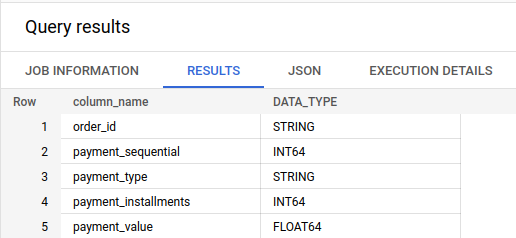 Query results
JOB INFORMATION RESULTS JSON EXECUTION DETAILS
Row column_name DATA_TYPE
1 order_id STRING
2 payment_sequential INT64
3 payment_type STRING
4 payment_installments INT64
5 payment_value FLOAT64